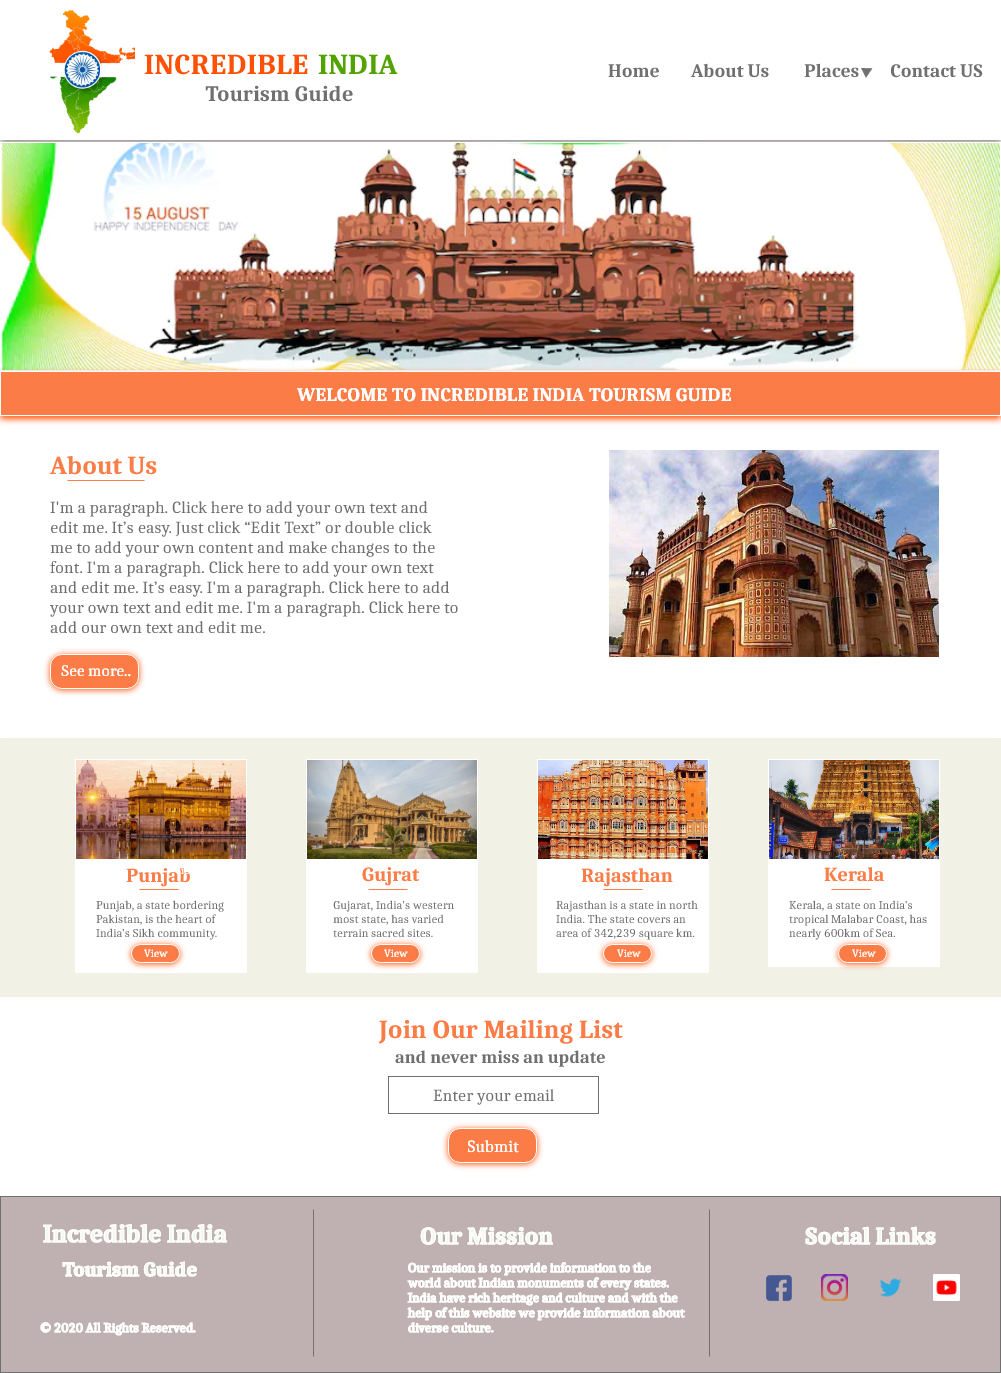 INCREDIBLE INDIA
Tourism Guide
Home About Us Places▼ Contact US
15 AUGUST
HAPPY INDEPENDENCE DAY
WELCOME TO INCREDIBLE INDIA TOURISM GUIDE
About Us
I'm a paragraph. Click here to add your own text and
edit me. It’s easy. Just click “Edit Text” or double click
me to add your own content and make changes to the
font. I'm a paragraph. Click here to add your own text
and edit me. It’s easy. I'm a paragraph. Click here to add
your own text and edit me. I'm a paragraph. Click here to
add our own text and edit me.
See more..
Punjab
Punjab, a state bordering
Pakistan, is the heart of
India's Sikh community.
View
Gujrat
Gujarat, India's western
most state, has varied
terrain sacred sites.
View
Rajasthan
Rajasthan is a state in north
India. The state covers an
area of 342,239 square km.
View
Kerala
Kerala, a state on India's
tropical Malabar Coast, has
nearly 600km of Sea.
View
Join Our Mailing List
and never miss an update
Enter your email
Submit
Incredible India
Tourism Guide
© 2020 All Rights Reserved.
Our Mission
Our mission is to provide information to the
world about Indian monuments of every states.
India have rich heritage and culture and with the
help of this website we provide information about
diverse culture.
Social Links